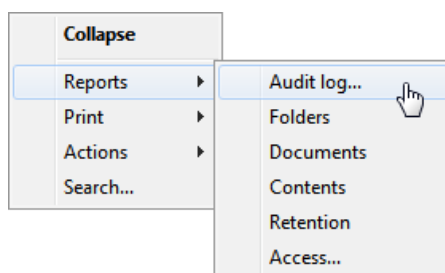 Collapse
Reports
Print
Actions
Search...
Audit log...
Folders
Documents
Contents
Retention
Access...